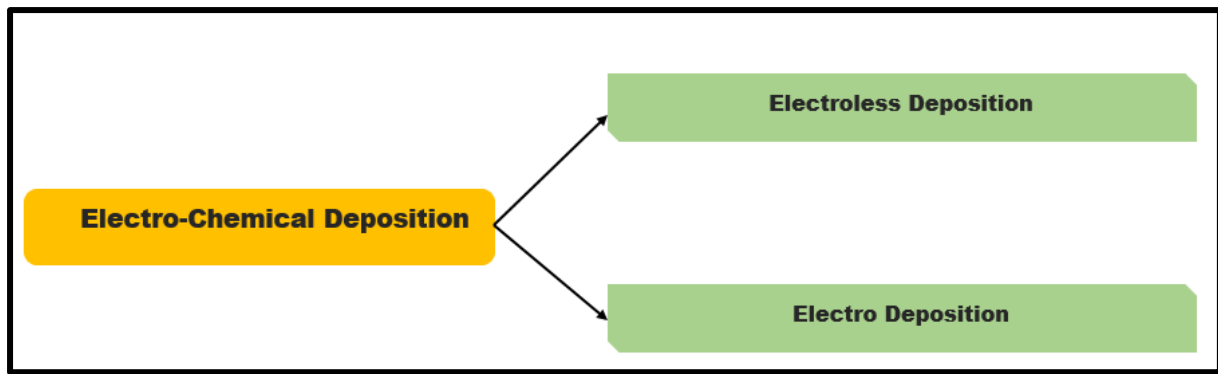 Electroless Deposition
Electro-Chemical Deposition
Electro Deposition